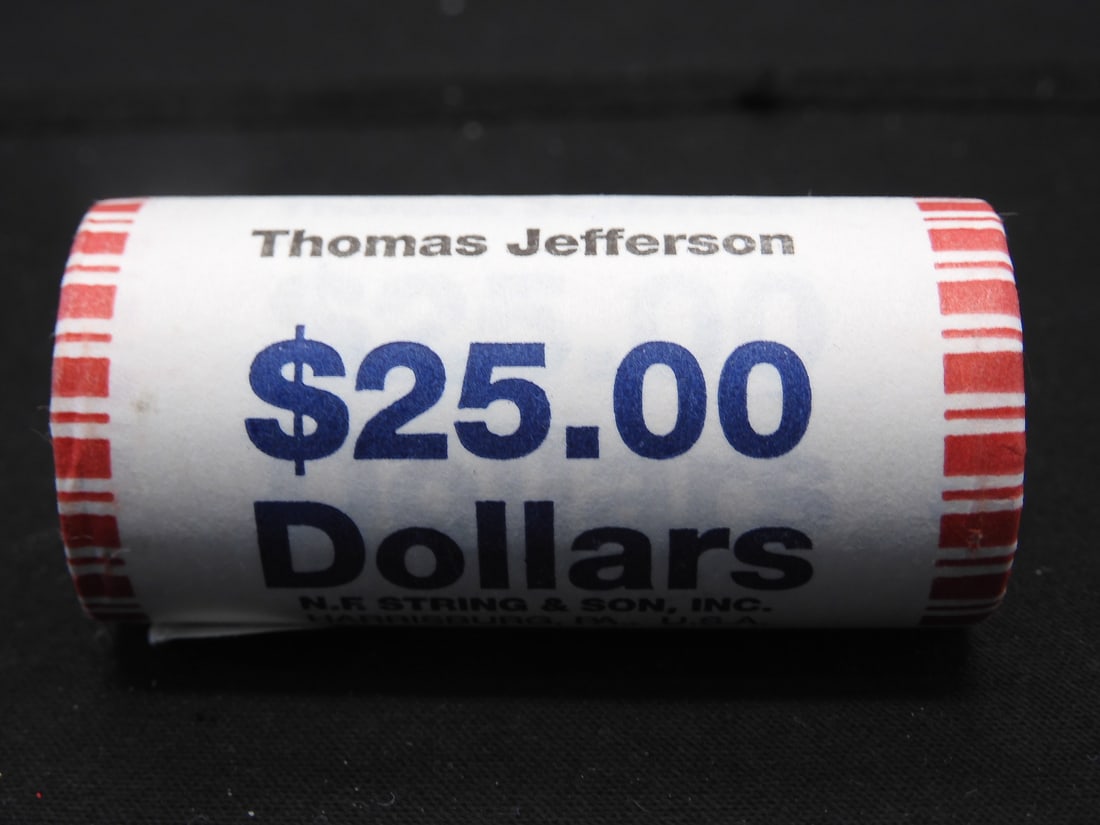 Thomas Jefferson
$25.00
Dollars
N.F. STRING & SON, INC.
HARRISBURG, PA., U.S.A.